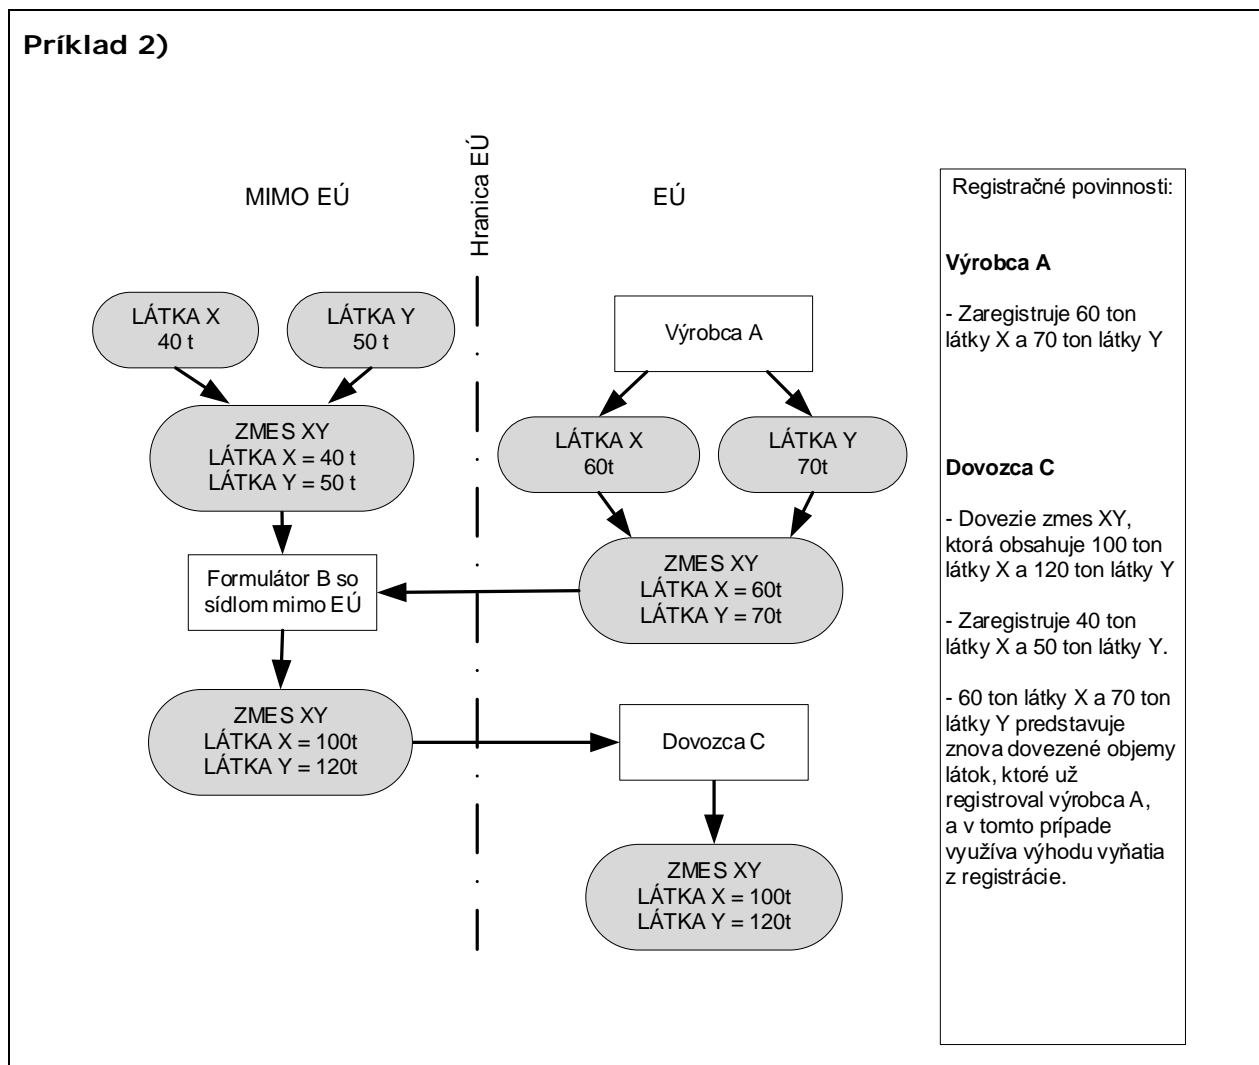 Príklad 2)
Hranica EÚ
MIMO EÚ
EÚ
LÁTKA X
40 t
LÁTKA Y
50 t
ZMES XY
LÁTKA X = 40 t
LÁTKA Y = 50 t
Formulátor B so
sídlom mimo EÚ
ZMES XY
LÁTKA X = 100t
LÁTKA Y = 120t
Výrobca A
LÁTKA X
60t
LÁTKA Y
70t
ZMES XY
LÁTKA X = 60t
LÁTKA Y = 70t
Dovozca C
ZMES XY
LÁTKA X = 100t
LÁTKA Y = 120t
Registračné povinnosti:
Výrobca A
- Zaregistruje 60 ton
látky X a 70 ton látky Y
Dovozca C
- Dovezie zmes XY,
ktorá obsahuje 100 ton
látky X a 120 ton látky Y
- Zaregistruje 40 ton
látky X a 50 ton látky Y.
- 60 ton látky X a 70 ton
látky Y predstavuje
znova dovezené objemy
látok, ktoré už
registroval výrobca A,
a v tomto prípade
využíva výhodu vyňatia
z registrácie.